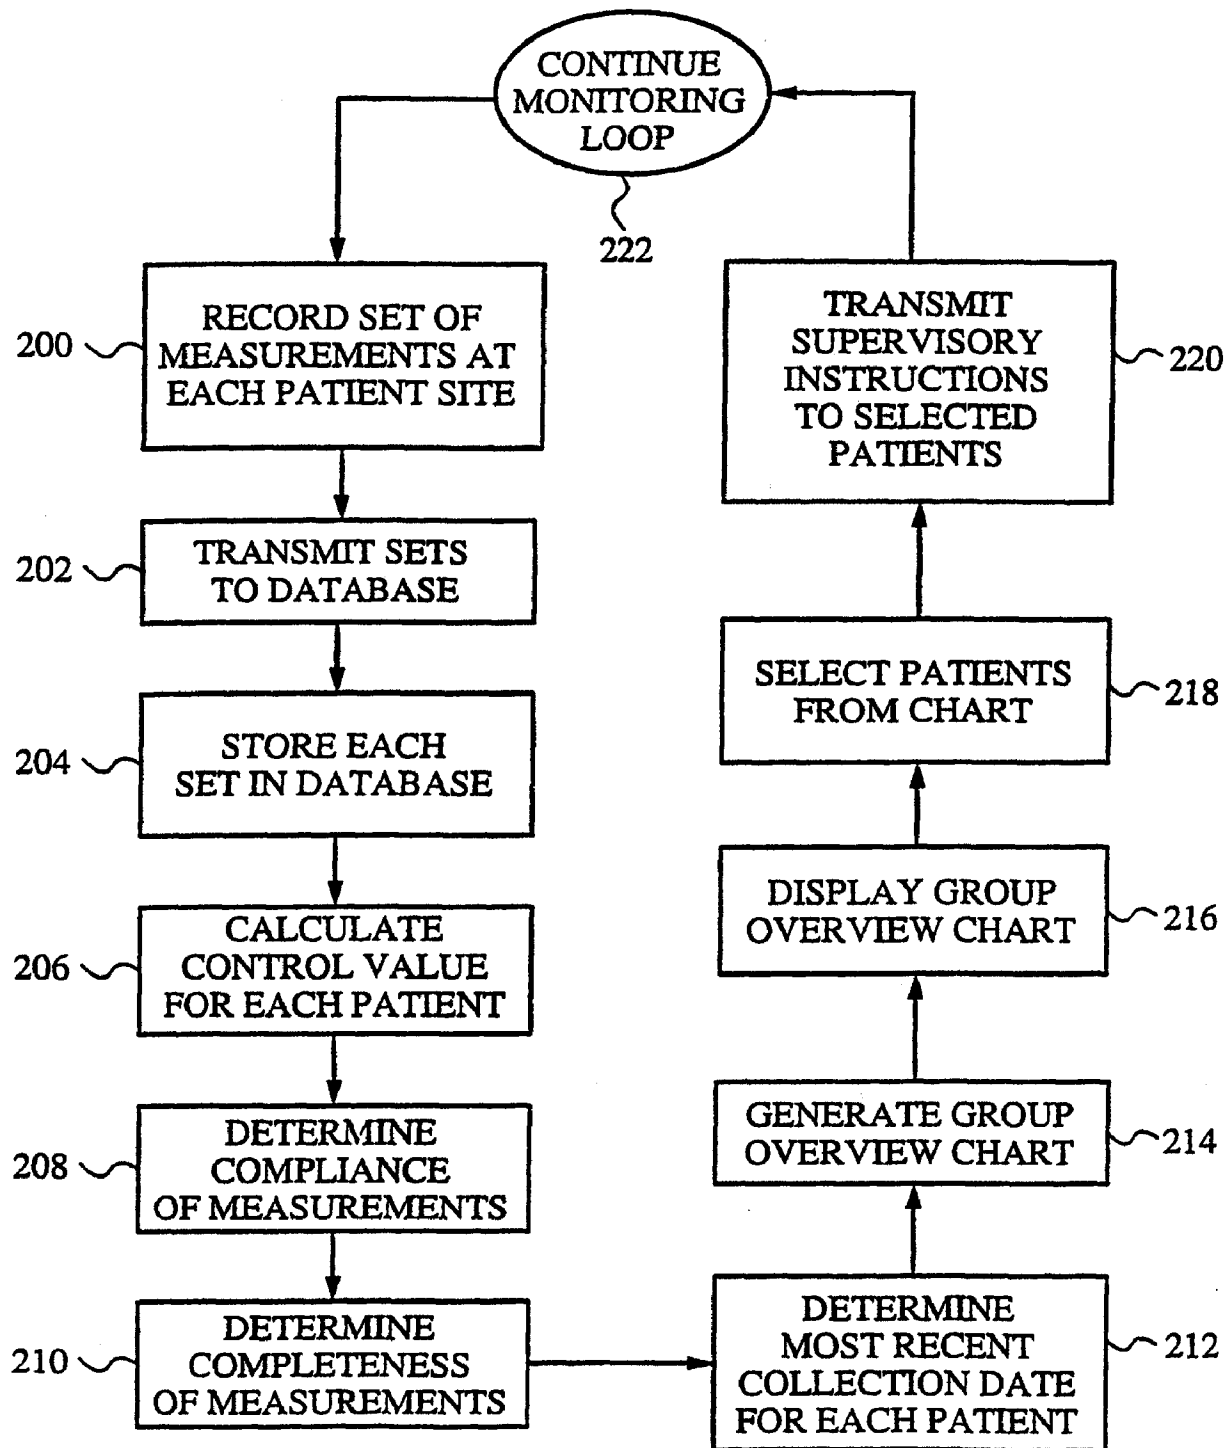 CONTINUE
MONITORING
LOOP
222
200
RECORD SET OF
MEASUREMENTS AT
EACH PATIENT SITE
202
TRANSMIT SETS
TO DATABASE
204
STORE EACH
SET IN DATABASE
206
CALCULATE
CONTROL VALUE
FOR EACH PATIENT
208
DETERMINE
COMPLIANCE
OF MEASUREMENTS
210
DETERMINE
COMPLETENESS
OF MEASUREMENTS
DETERMINE
MOST RECENT
COLLECTION DATE
FOR EACH PATIENT
212
GENERATE GROUP
OVERVIEW CHART
214
DISPLAY GROUP
OVERVIEW CHART
216
SELECT PATIENTS
FROM CHART
218
TRANSMIT
SUPERVISORY
INSTRUCTIONS
TO SELECTED
PATIENTS
220